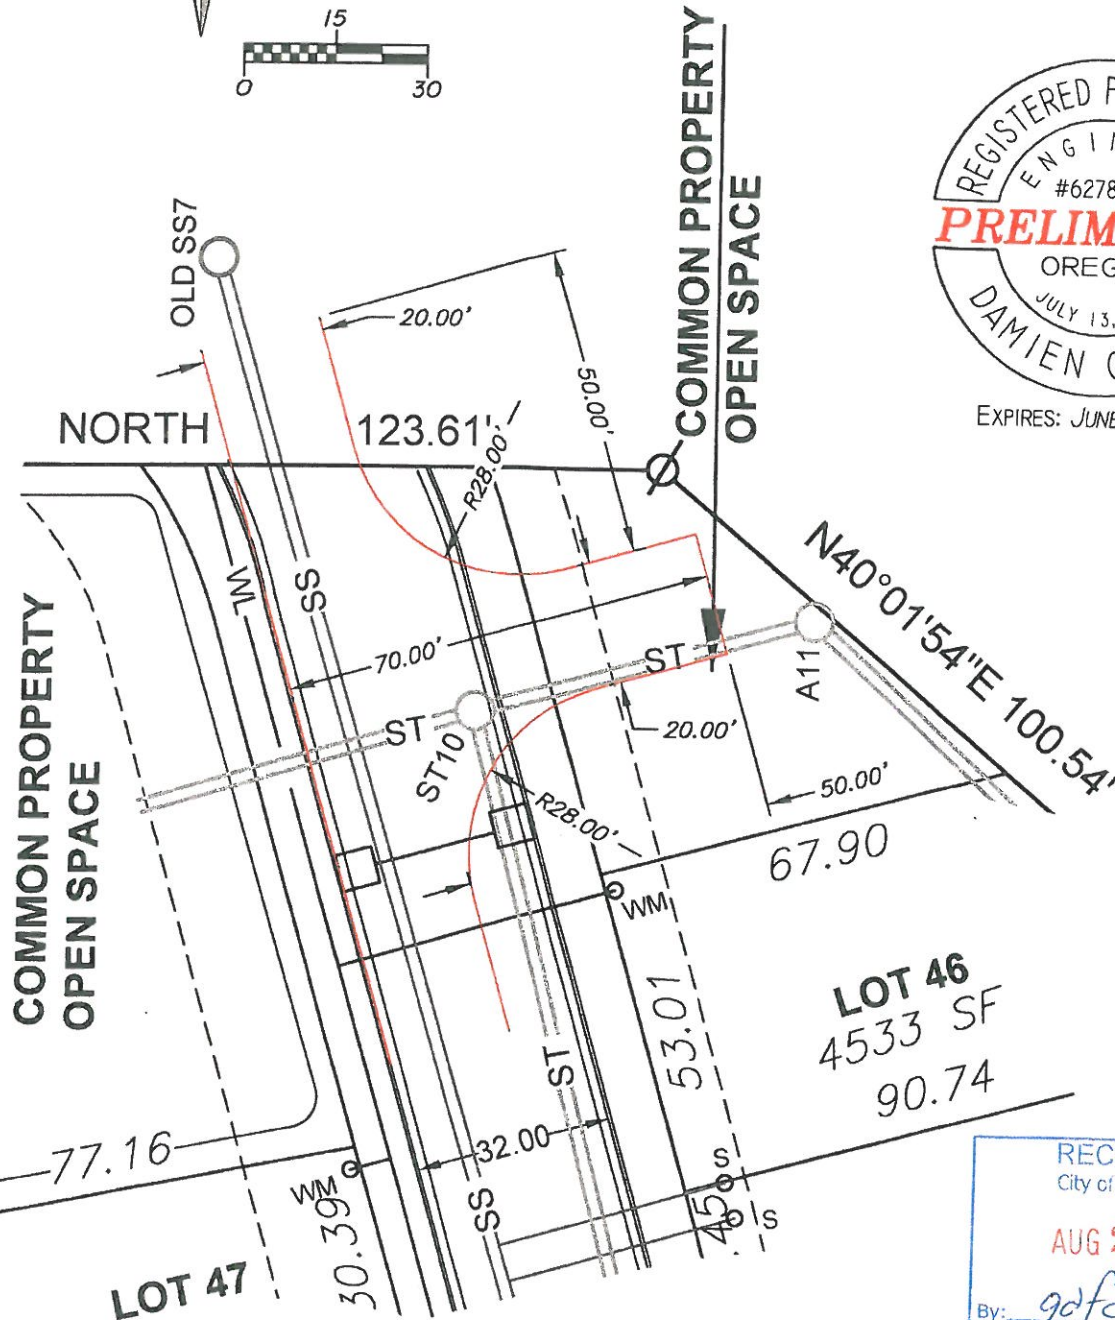 15
0
30
COMMON PROPERTY
OPEN SPACE
REGISTERED
ENGI
#6278
PRELIM
OREG
JULY 13,
DAMIEN
EXPIRES: JUNE
OLD SS7
20.00'
50.00'
NORTH
123.61'
R28.00'
N40°01'54"E 100.54'
WL
SS
70.00'
ST
A11
COMMON PROPERTY
OPEN SPACE
ST
ST10
20.00'
50.00'
R28.00'
67.90
WM
LOT 46
4533 SF
53.01
90.74
ST
77.16
32.00
WM
SS
S
S
45
30.39
LOT 47
REC
City of
AUG
By: